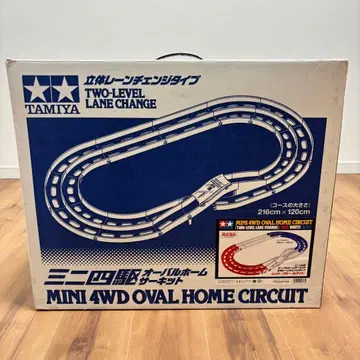 TAMIYA
立体レーンチェンジタイプ
TWO-LEVEL
LANE CHANGE
(コースの大きさ)
216cm×120cm
MINI 4WD OVAL HOME CIRCUIT
TWO-LEVEL LANE CHANGE
WHITE
ミニ四駆 オーバルホーム
サーキット
MINI 4WD OVAL HOME CIRCUIT